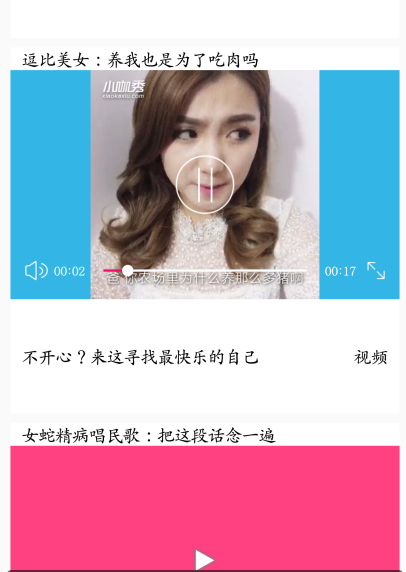 逗比美女：养我也是为了吃肉吗
小咖秀
xiaokaxiu.com
00:02
00:17
爸 你农场里为什么养那么多猪啊
不开心？来这寻找最快乐的自己
视频
女蛇精病唱民歌：把这段话念一遍